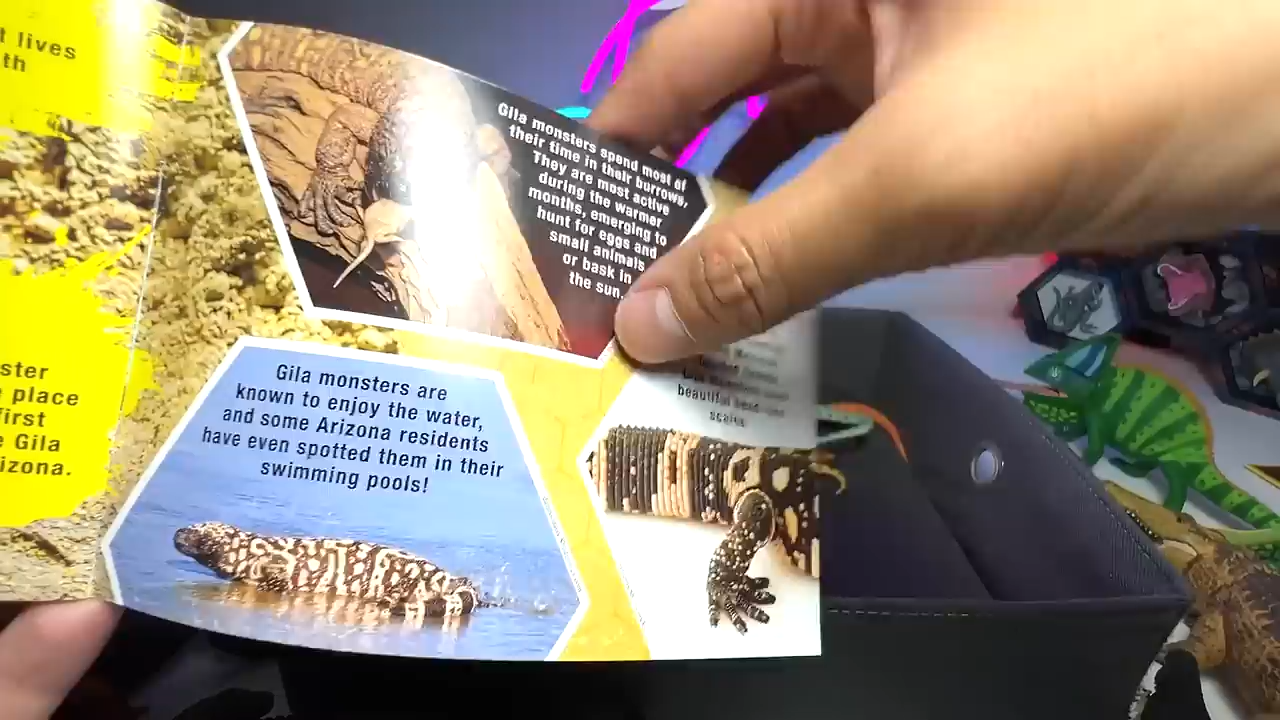 t lives
th
ster
place
first
e Gila
izona.
Gila monsters spend most of
their time in their burrows.
They are most active
during the warmer
months, emerging to
hunt for eggs and
small animals
or bask in
the sun.
Gila monsters are
known to enjoy the water,
and some Arizona residents
have even spotted them in their
swimming pools!
beautiful
scales